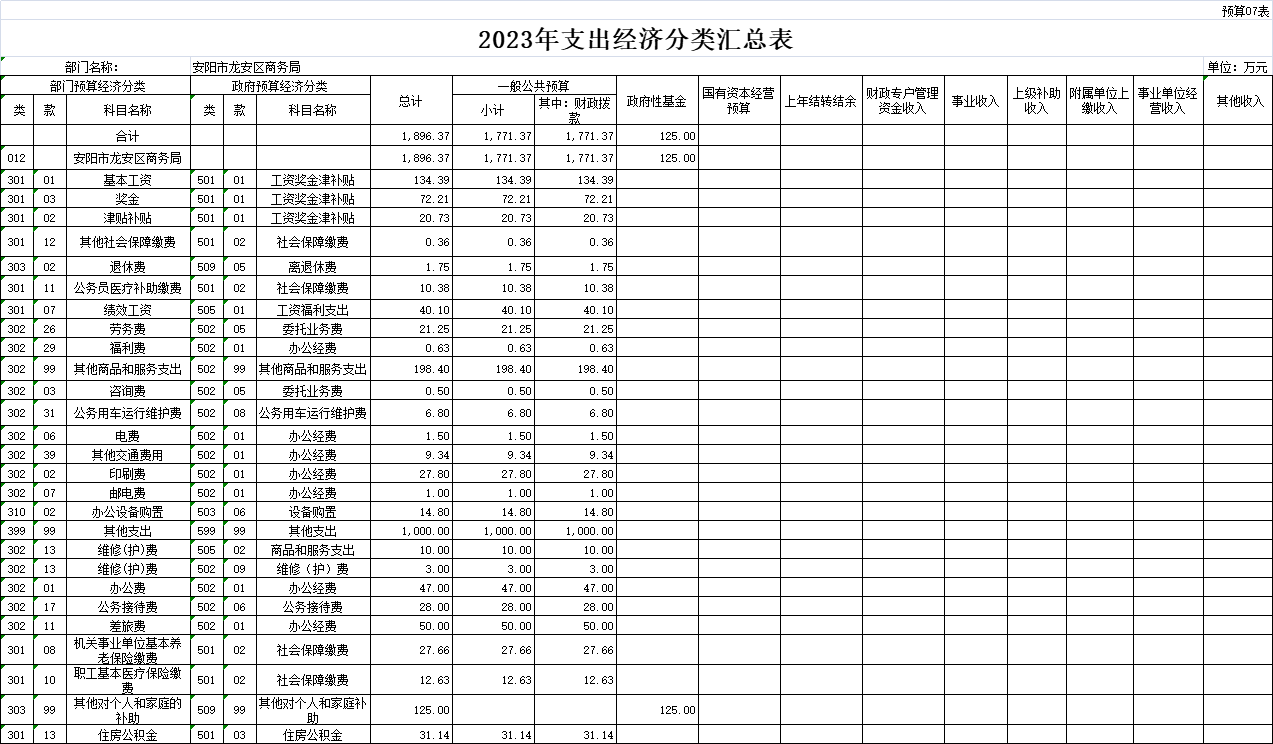 预算07表
2023年支出经济分类汇总表
部门名称： 安阳市龙安区商务局 单位：万元
部门预算经济分类 政府预算经济分类 总计 一般公共预算 政府性基金 国有资本经营预算 上年结转结余 财政专户管理资金收入 事业收入 上级补助收入 附属单位上缴收入 事业单位经营收入 其他收入
类 款 科目名称 类 款 科目名称 小计 其中：财政拨款
合计 1,896.37 1,771.37 1,771.37 125.00
012 安阳市龙安区商务局 1,896.37 1,771.37 1,771.37 125.00
301 01 基本工资 501 01 工资奖金津补贴 134.39 134.39 134.39
301 03 奖金 501 01 工资奖金津补贴 72.21 72.21 72.21
301 02 津贴补贴 501 01 工资奖金津补贴 20.73 20.73 20.73
301 12 其他社会保障缴费 501 02 社会保障缴费 0.36 0.36 0.36
303 02 退休费 509 05 离退休费 1.75 1.75 1.75
301 11 公务员医疗补助缴费 501 02 社会保障缴费 10.38 10.38 10.38
301 07 绩效工资 505 01 工资福利支出 40.10 40.10 40.10
302 26 劳务费 502 05 委托业务费 21.25 21.25 21.25
302 29 福利费 502 01 办公经费 0.63 0.63 0.63
302 99 其他商品和服务支出 502 99 其他商品和服务支出 198.40 198.40 198.40
302 03 咨询费 502 05 委托业务费 0.50 0.50 0.50
302 31 公务用车运行维护费 502 08 公务用车运行维护费 6.80 6.80 6.80
302 06 电费 502 01 办公经费 1.50 1.50 1.50
302 39 其他交通费用 502 01 办公经费 9.34 9.34 9.34
302 02 印刷费 502 01 办公经费 27.80 27.80 27.80
302 07 邮电费 502 01 办公经费 1.00 1.00 1.00
310 02 办公设备购置 503 06 设备购置 14.80 14.80 14.80
399 99 其他支出 599 99 其他支出 1,000.00 1,000.00 1,000.00
302 13 维修(护)费 505 02 商品和服务支出 10.00 10.00 10.00
302 13 维修(护)费 502 09 维修（护）费 3.00 3.00 3.00
302 01 办公费 502 01 办公经费 47.00 47.00 47.00
302 17 公务接待费 502 06 公务接待费 28.00 28.00 28.00
302 11 差旅费 502 01 办公经费 50.00 50.00 50.00
301 08 机关事业单位基本养老保险缴费 501 02 社会保障缴费 27.66 27.66 27.66
301 10 职工基本医疗保险缴费 501 02 社会保障缴费 12.63 12.63 12.63
303 99 其他对个人和家庭的补助 509 99 其他对个人和家庭补助 125.00 125.00
301 13 住房公积金 501 03 住房公积金 31.14 31.14 31.14